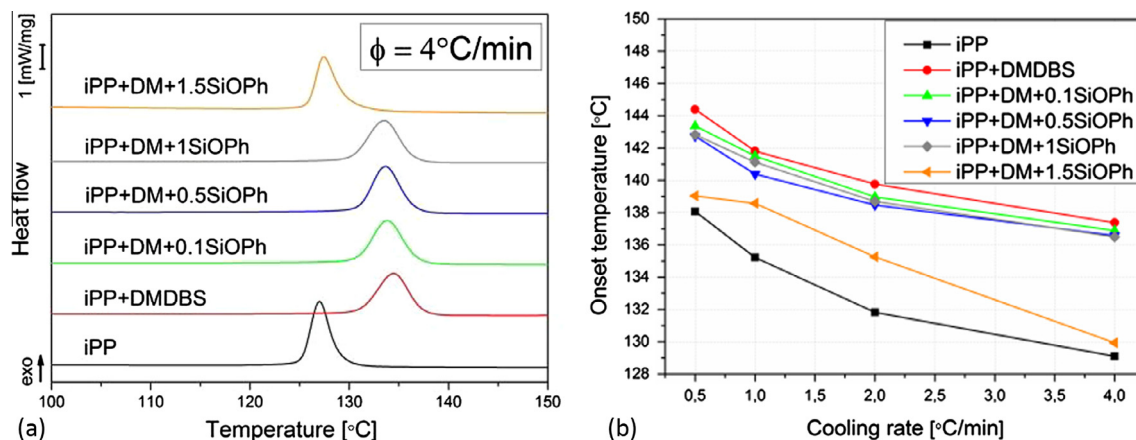 1 [mW/mg]
ϕ = 4°C/min
iPP+DM+1.5SiOPh
iPP+DM+1SiOPh
iPP+DM+0.5SiOPh
iPP+DM+0.1SiOPh
iPP+DMDBS
iPP
Heat flow
exo
100 110 120 130 140 150
(a) Temperature [°C]
150
148
146
144
142
140
138
136
134
132
130
128
Onset temperature [°C]
iPP
iPP+DMDBS
iPP+DM+0.1SiOPh
iPP+DM+0.5SiOPh
iPP+DM+1SiOPh
iPP+DM+1.5SiOPh
0,5 1,0 1,5 2,0 2,5 3,0 3,5 4,0
(b) Cooling rate [°C/min]